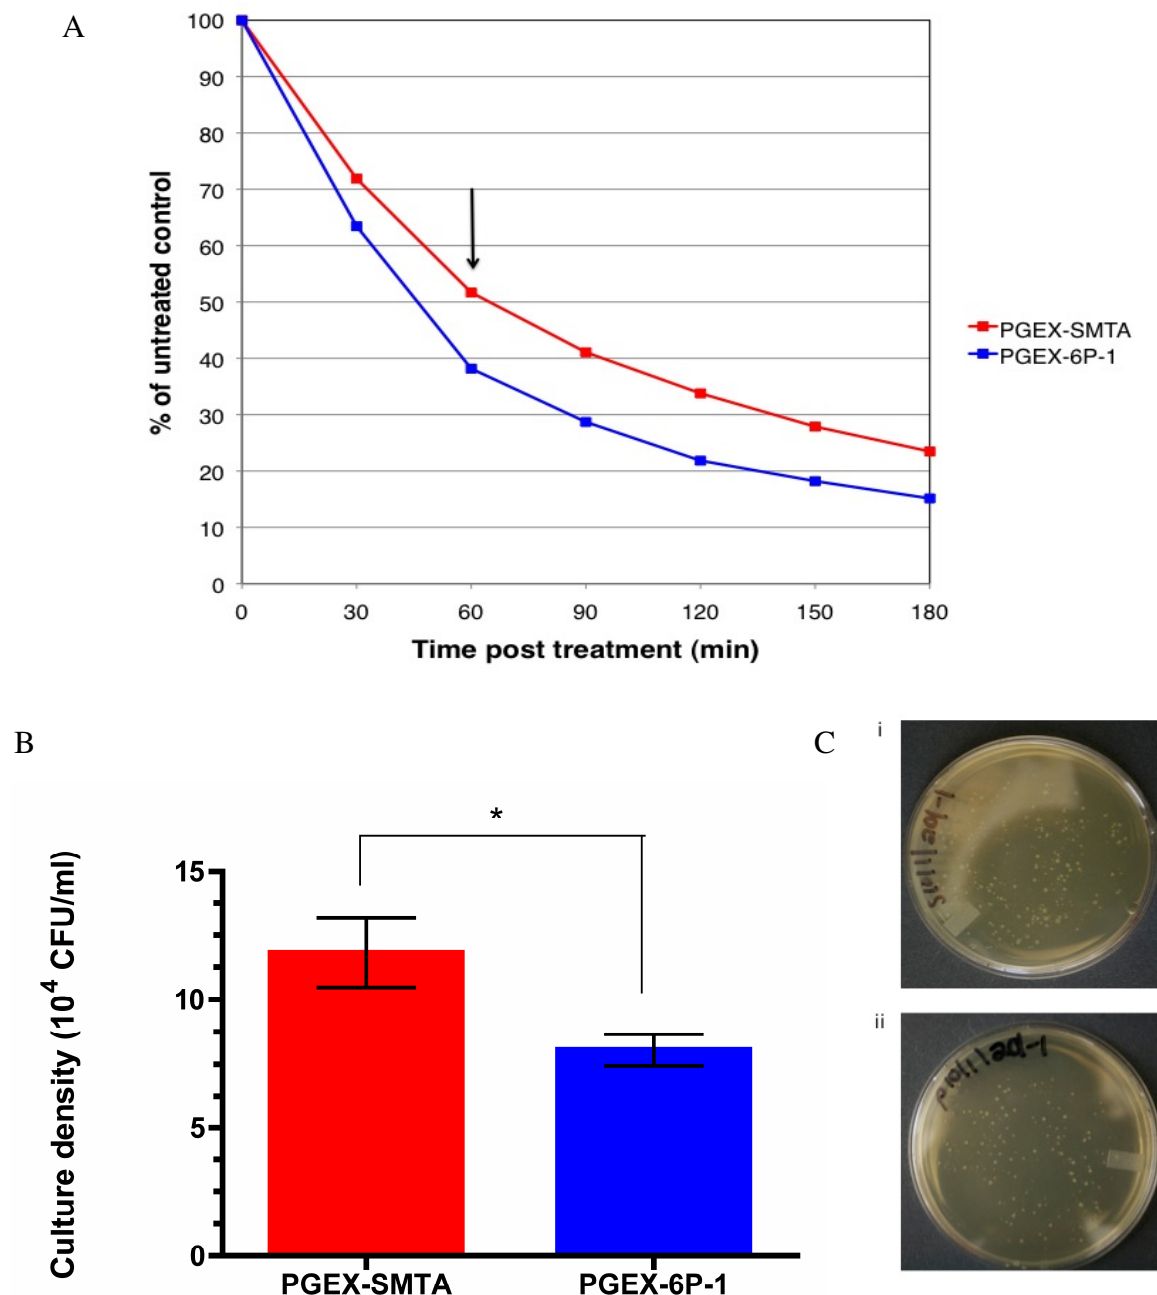 A
100
90
80
70
60
50
40
30
20
10
0
% of untreated control
0 30 60 90 120 150 180
Time post treatment (min)
PGEX-SMTA
PGEX-6P-1
B
*
Culture density (10⁴ CFU/ml)
15
10
5
0
PGEX-SMTA PGEX-6P-1
C
i
ii